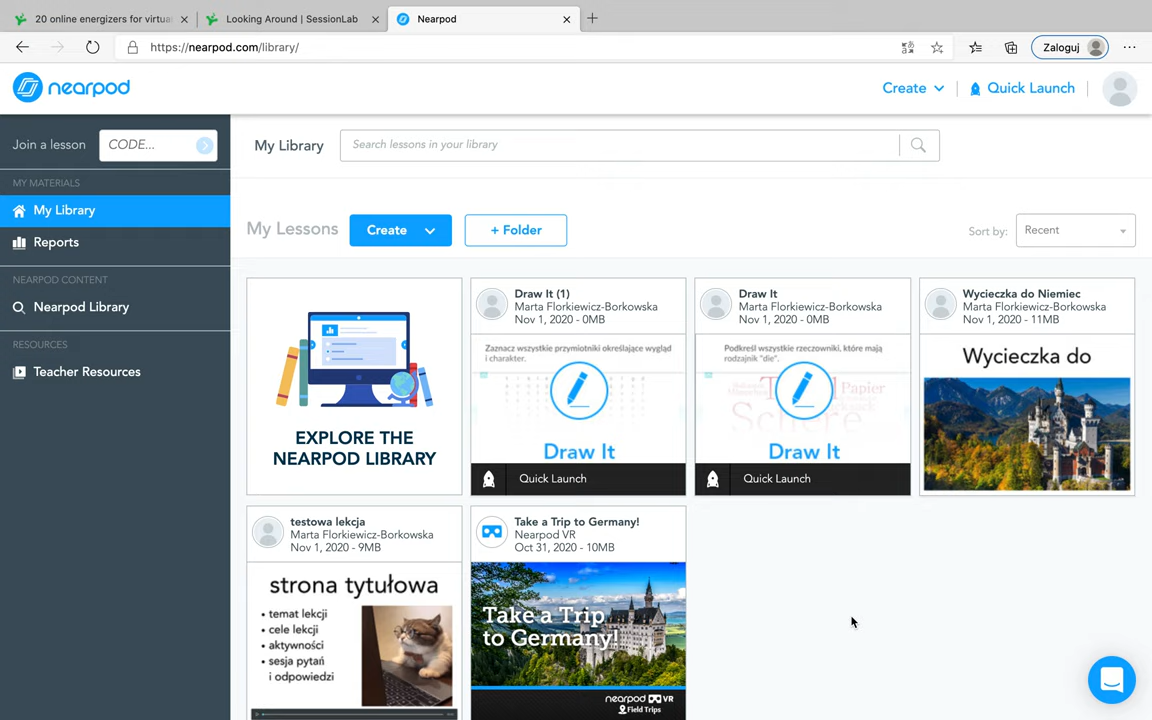 20 online energizers for virtua
Looking Around | SessionLab
Nearpod
https://nearpod.com/library/
Zaloguj
nearpod
Create
Quick Launch
Join a lesson
CODE...
My Library
Search lessons in your library
MY MATERIALS
My Library
Reports
NEARPOD CONTENT
Nearpod Library
RESOURCES
Teacher Resources
My Lessons
Create
+ Folder
Sort by:
Recent
EXPLORE THE
NEARPOD LIBRARY
Draw It (1)
Marta Florkiewicz-Borkowska
Nov 1, 2020 - 0MB
Zaznacz wszystkie przymiotniki określające wygląd
i charakter.
Draw It
Quick Launch
Draw It
Marta Florkiewicz-Borkowska
Nov 1, 2020 - 0MB
Podkreśl wszystkie rzeczowniki, które mają
rodzajnik "die".
Papier
Schere
Draw It
Quick Launch
Wycieczka do Niemiec
Marta Florkiewicz-Borkowska
Nov 1, 2020 - 11MB
Wycieczka do
testowa lekcja
Marta Florkiewicz-Borkowska
Nov 1, 2020 - 9MB
strona tytułowa
• temat lekcji
• cele lekcji
• aktywności
• sesja pytań
i odpowiedzi
Take a Trip to Germany!
Nearpod VR
Oct 31, 2020 - 10MB
Take a Trip
to Germany!
nearpod VR
Field Trips